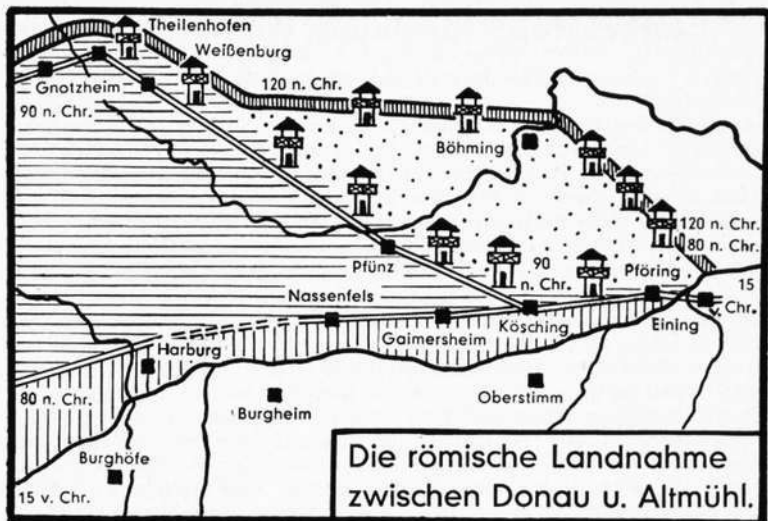 Theilenhofen
Weißenburg
Gnotzheim
120 n. Chr.
90 n. Chr.
Böhming
120 n. Chr.
80 n. Chr.
Pfünz
90
n. Chr.
Pföring
15
v. Chr.
Nassenfels
Gaimersheim
Kösching
Eining
Harburg
80 n. Chr.
Burgheim
Oberstimm
Burghöfe
15 v. Chr.
Die römische Landnahme
zwischen Donau u. Altmühl.